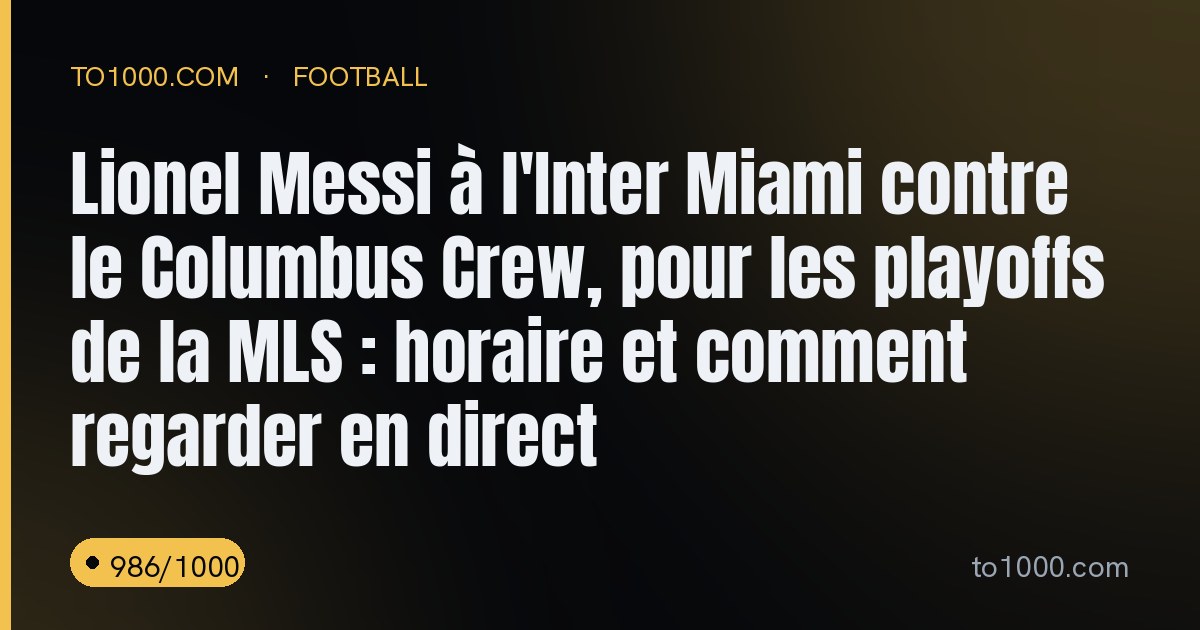 TO1000.COM · FOOTBALL
Lionel Messi à l'Inter Miami contre
le Columbus Crew, pour les playoffs
de la MLS : horaire et comment
regarder en direct
986/1000
to1000.com